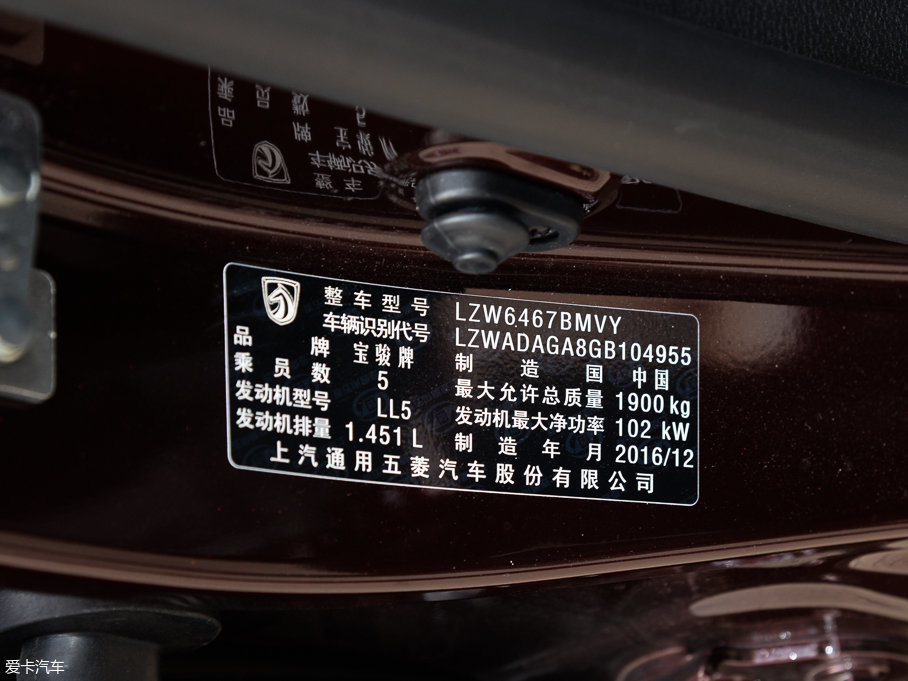 整车型号 LZW6467BMVY
车辆识别代号 LZWADAGA8GB104955
品牌 宝骏牌 制造国 中国
乘员数 5 最大允许总质量 1900 kg
发动机型号 LL5 发动机最大净功率 102 kW
发动机排量 1.451 L 制造年月 2016/12
上汽通用五菱汽车股份有限公司
爱卡汽车